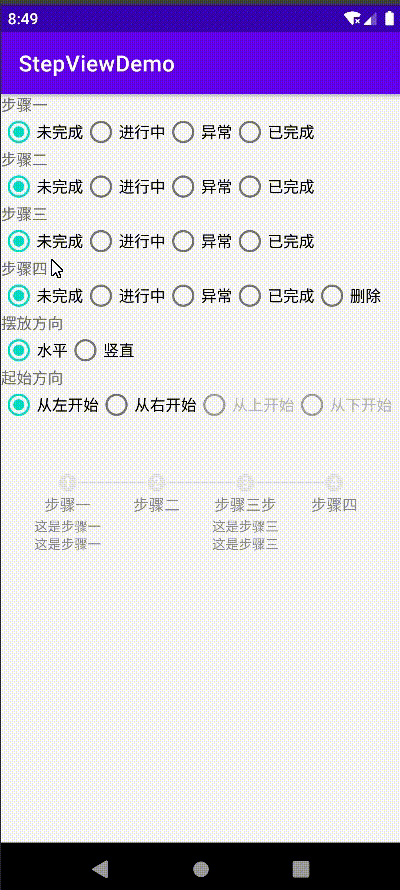 8:49
StepViewDemo
步骤一
未完成 进行中 异常 已完成
步骤二
未完成 进行中 异常 已完成
步骤三
未完成 进行中 异常 已完成
步骤四
未完成 进行中 异常 已完成 删除
摆放方向
水平 竖直
起始方向
从左开始 从右开始 从上开始 从下开始
1 2 3 4
步骤一 步骤二 步骤三步 步骤四
这是步骤一 这是步骤三
这是步骤一 这是步骤三